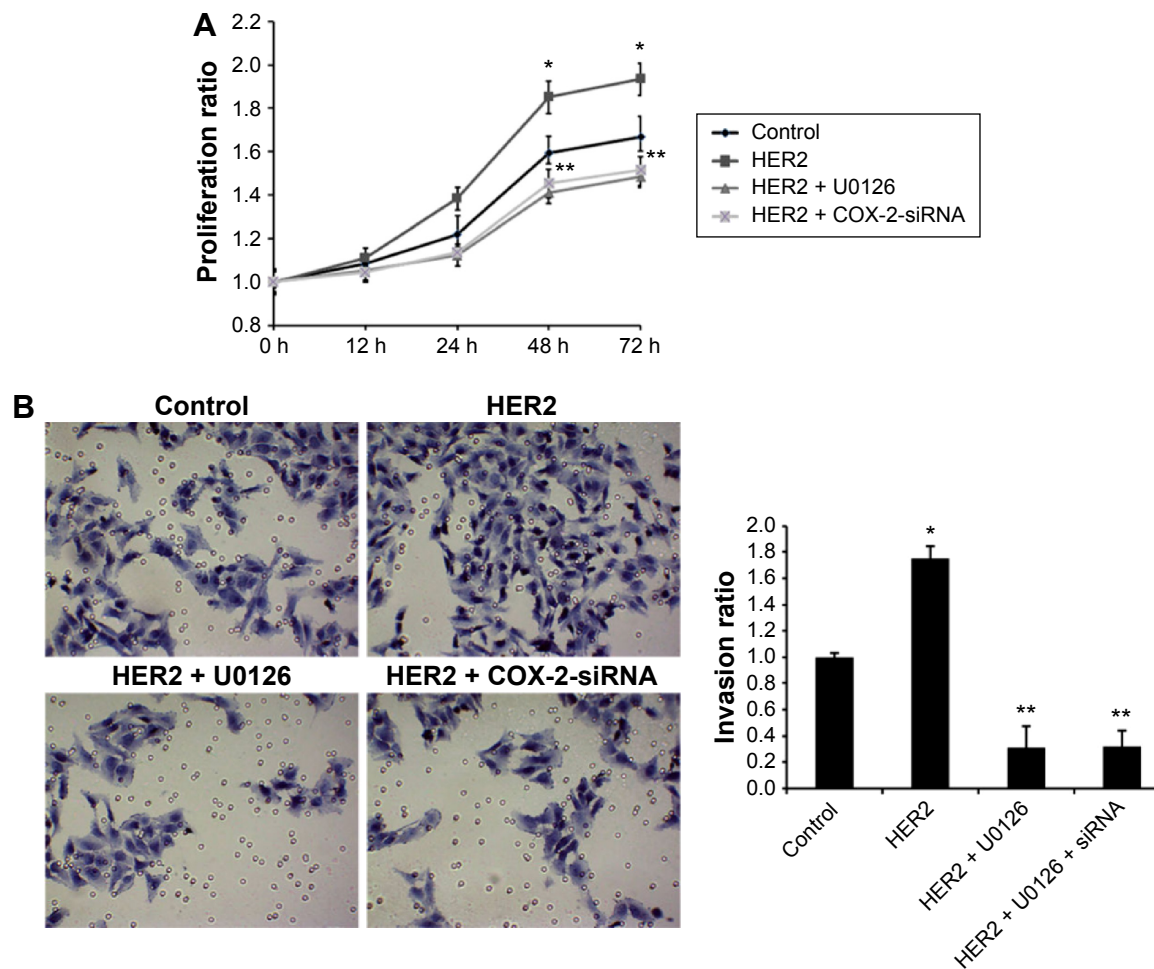 A
Proliferation ratio
2.2
2.0
1.8
1.6
1.4
1.2
1.0
0.8
0 h 12 h 24 h 48 h 72 h
*
*
**
**
Control
HER2
HER2 + U0126
HER2 + COX-2-siRNA
B
Control HER2
HER2 + U0126 HER2 + COX-2-siRNA
Invasion ratio
2.0
1.8
1.6
1.4
1.2
1.0
0.8
0.6
0.4
0.2
0.0
*
**
**
Control
HER2
HER2 + U0126
HER2 + U0126 + siRNA